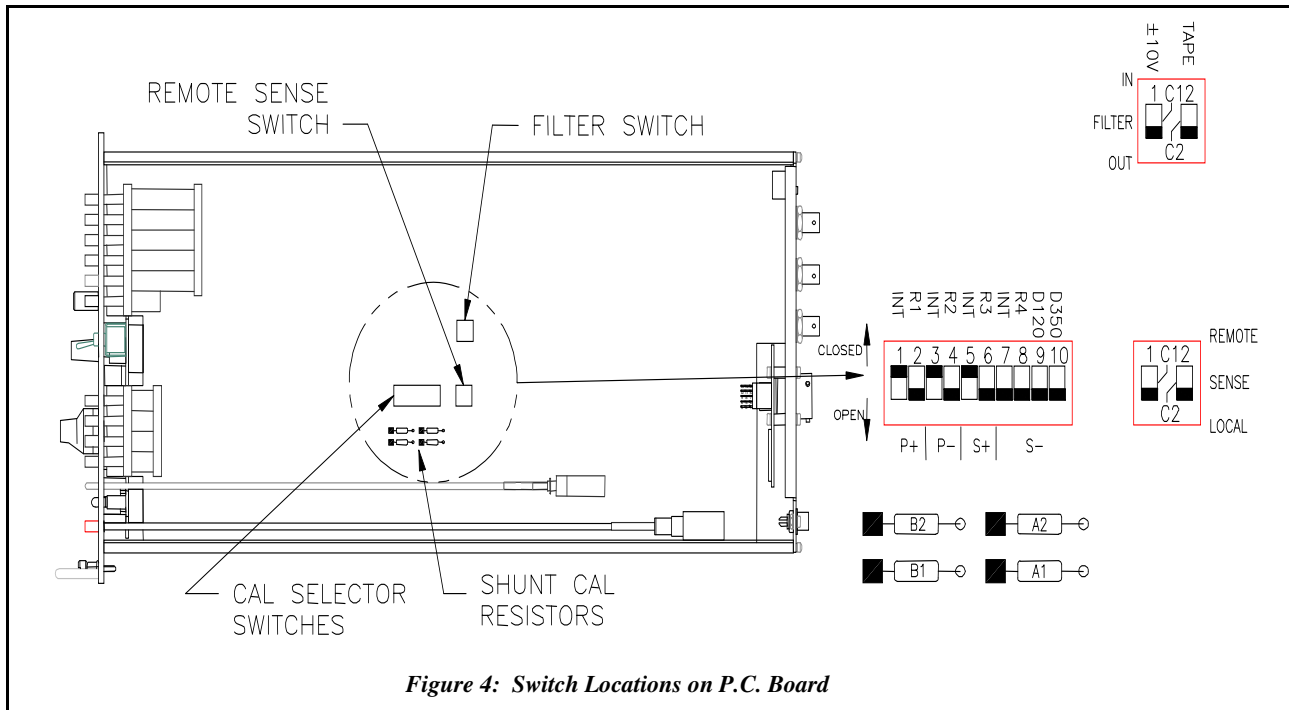 REMOTE SENSE
SWITCH
FILTER SWITCH
±10V
TAPE
IN
FILTER
OUT
1 C12
C2
INT
R1
INT
R2
INT
R3
INT
R4
D120
D350
CLOSED
OPEN
1 2 3 4 5 6 7 8 9 10
P+ P- S+ S-
1 C12
C2
REMOTE
SENSE
LOCAL
B2
A2
B1
A1
CAL SELECTOR
SWITCHES
SHUNT CAL
RESISTORS
Figure 4: Switch Locations on P.C. Board